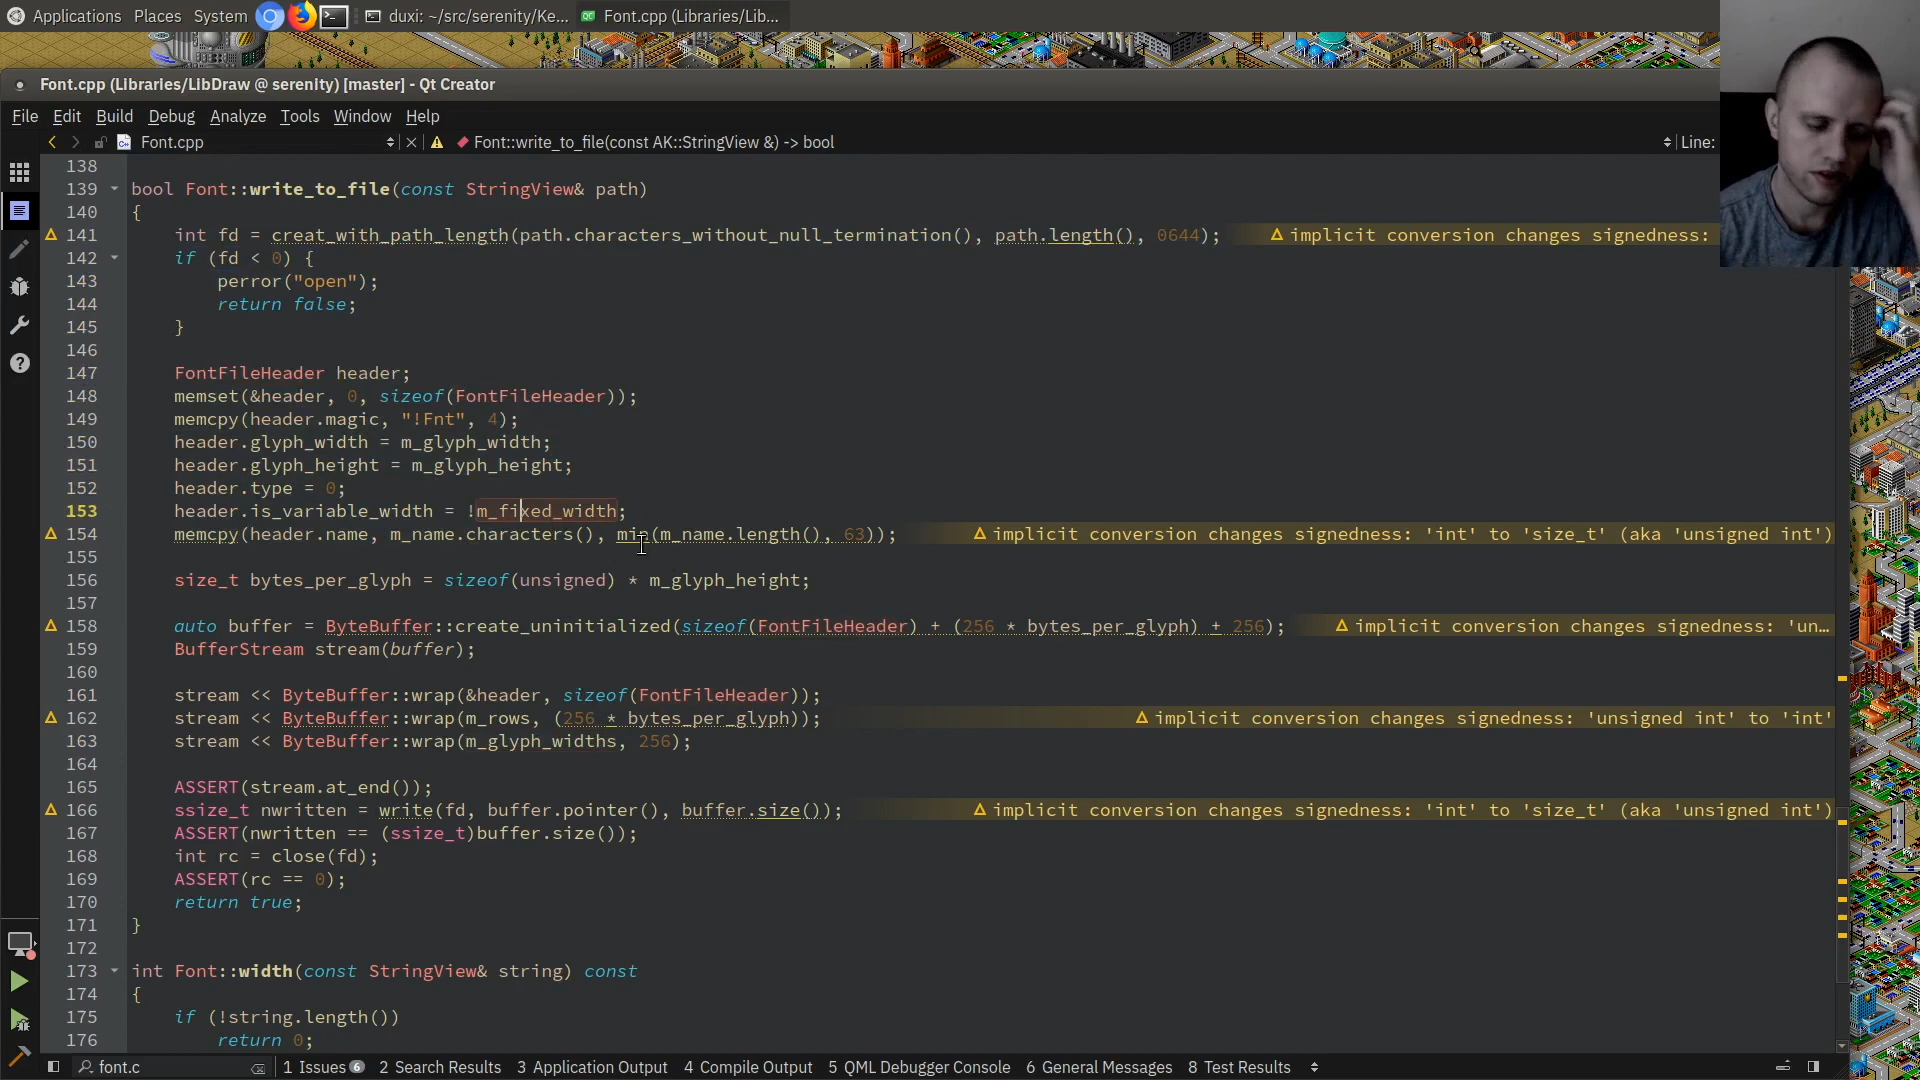 Applications Places System duxi: ~/src/serenity/Ke... Font.cpp (Libraries/Lib...
Font.cpp (Libraries/LibDraw @ serenity) [master] - Qt Creator
File Edit Build Debug Analyze Tools Window Help
Font.cpp Font::write_to_file(const AK::StringView &) -> bool Line:
138
139 bool Font::write_to_file(const StringView& path)
140 {
141 int fd = creat_with_path_length(path.characters_without_null_termination(), path.length(), 0644); implicit conversion changes signedness:
142 if (fd < 0) {
143 perror("open");
144 return false;
145 }
146
147 FontFileHeader header;
148 memset(&header, 0, sizeof(FontFileHeader));
149 memcpy(header.magic, "!Fnt", 4);
150 header.glyph_width = m_glyph_width;
151 header.glyph_height = m_glyph_height;
152 header.type = 0;
153 header.is_variable_width = !m_fixed_width;
154 memcpy(header.name, m_name.characters(), min(m_name.length(), 63)); implicit conversion changes signedness: 'int' to 'size_t' (aka 'unsigned int')
155
156 size_t bytes_per_glyph = sizeof(unsigned) * m_glyph_height;
157
158 auto buffer = ByteBuffer::create_uninitialized(sizeof(FontFileHeader) + (256 * bytes_per_glyph) + 256); implicit conversion changes signedness: 'un...
159 BufferStream stream(buffer);
160
161 stream << ByteBuffer::wrap(&header, sizeof(FontFileHeader));
162 stream << ByteBuffer::wrap(m_rows, (256 * bytes_per_glyph)); implicit conversion changes signedness: 'unsigned int' to 'int'
163 stream << ByteBuffer::wrap(m_glyph_widths, 256);
164
165 ASSERT(stream.at_end());
166 ssize_t nwritten = write(fd, buffer.pointer(), buffer.size()); implicit conversion changes signedness: 'int' to 'size_t' (aka 'unsigned int')
167 ASSERT(nwritten == (ssize_t)buffer.size());
168 int rc = close(fd);
169 ASSERT(rc == 0);
170 return true;
171 }
172
173 int Font::width(const StringView& string) const
174 {
175 if (!string.length())
176 return 0;
font.c 1 Issues 6 2 Search Results 3 Application Output 4 Compile Output 5 QML Debugger Console 6 General Messages 8 Test Results